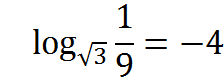 log_{√3} 1/9 = −4